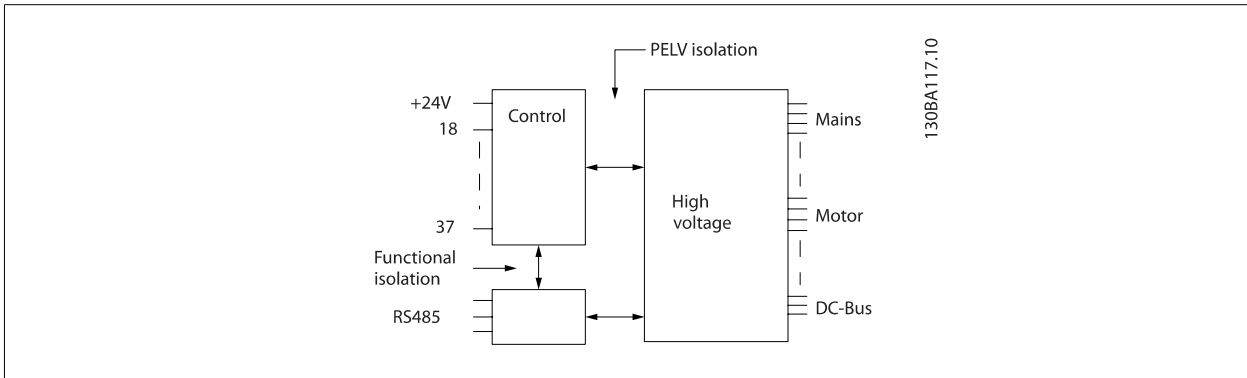 PELV isolation
130BA117.10
+24V
Control
18
Mains
High
voltage
Motor
37
Functional
isolation
RS485
DC-Bus